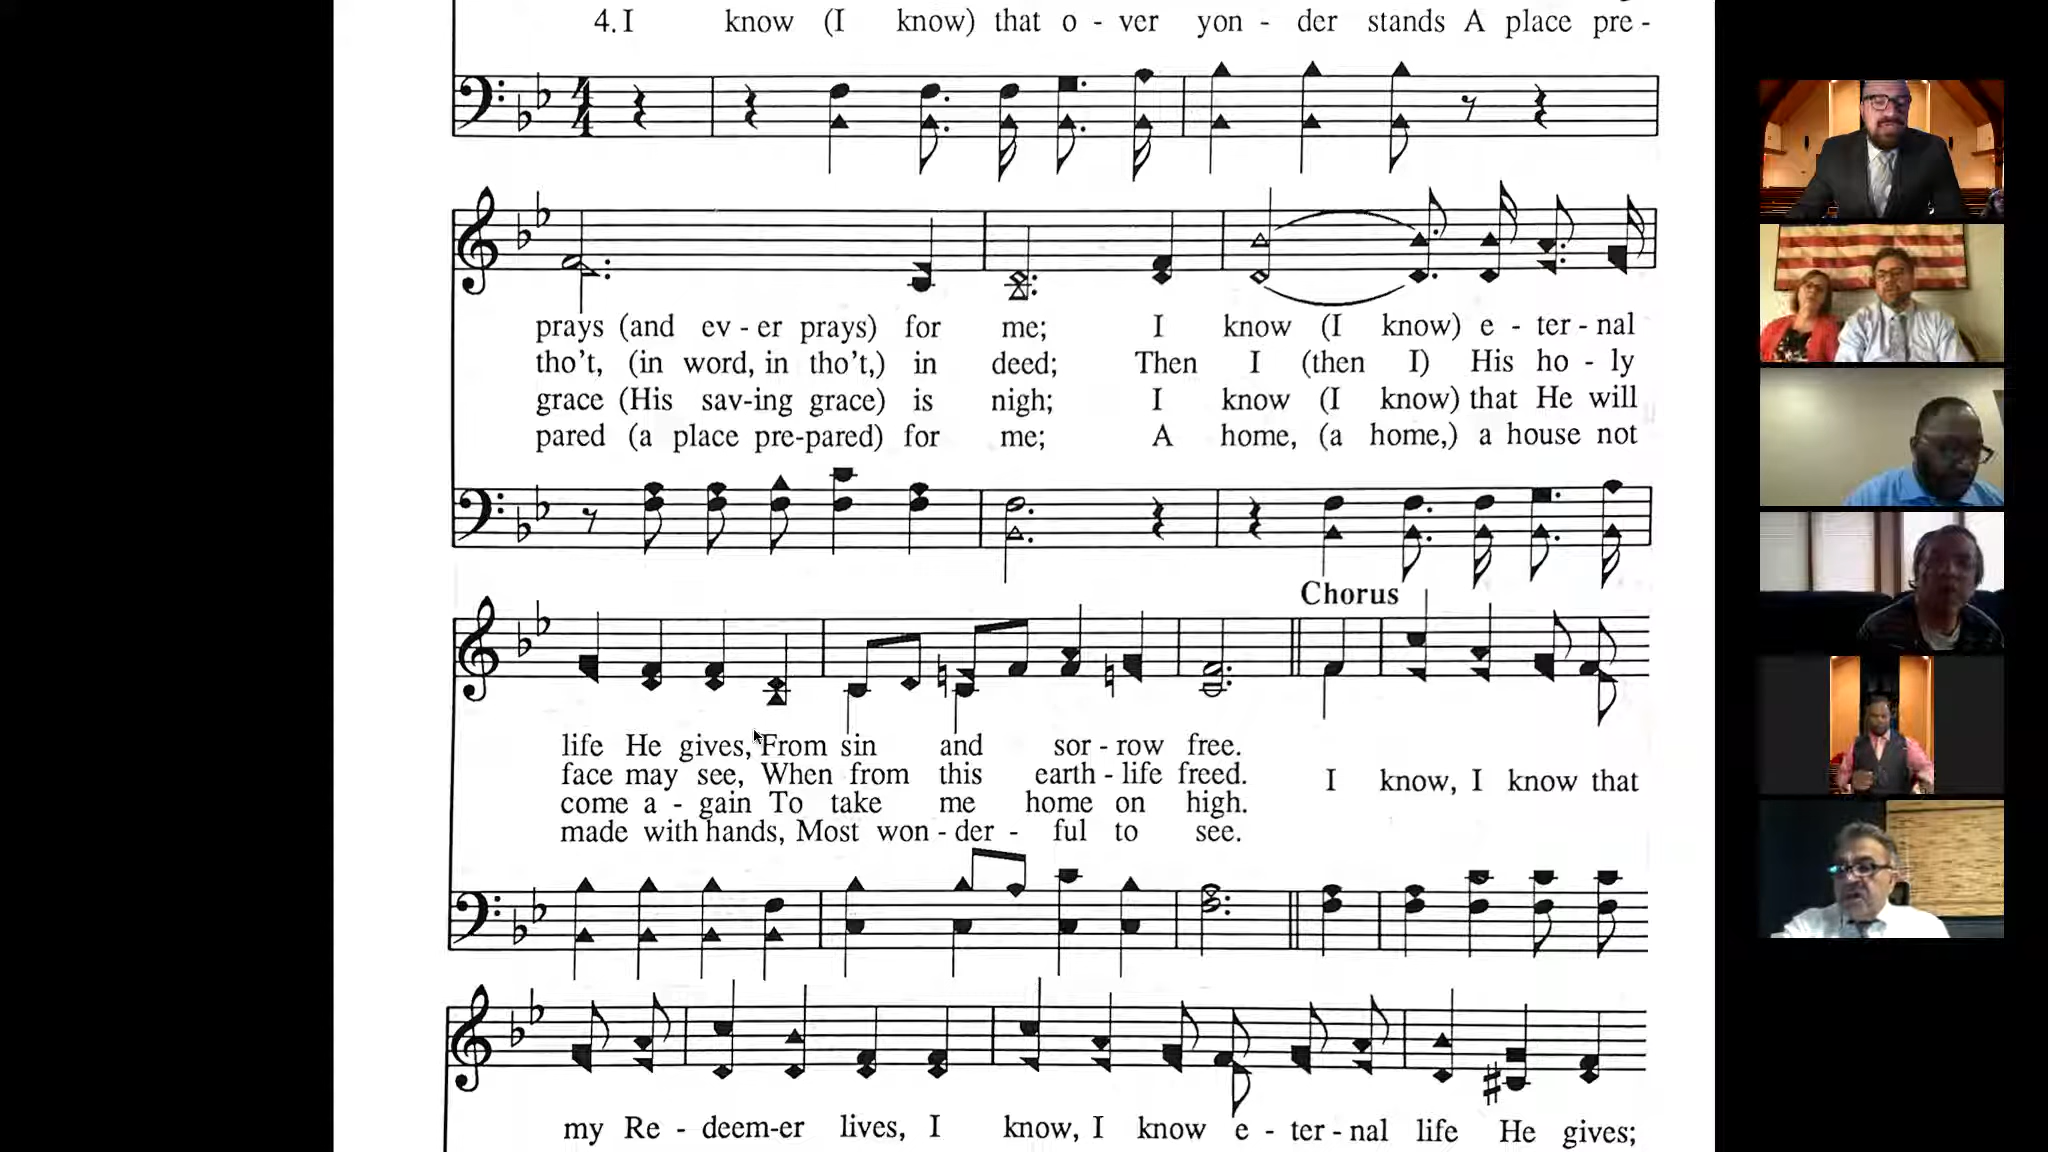 4. I know (I know) that o - ver yon - der stands A place pre -
prays (and ev - er prays) for me; I know (I know) e - ter - nal
tho't, (in word, in tho't,) in deed; Then I (then I) His ho - ly
grace (His sav-ing grace) is nigh; I know (I know) that He will
pared (a place pre-pared) for me; A home, (a home,) a house not
Chorus
life He gives, From sin and sor - row free.
face may see, When from this earth - life freed.
I know, I know that
come a - gain To take me home on high.
made with hands, Most won - der - ful to see.
my Re - deem-er lives, I know, I know e - ter - nal life He gives;